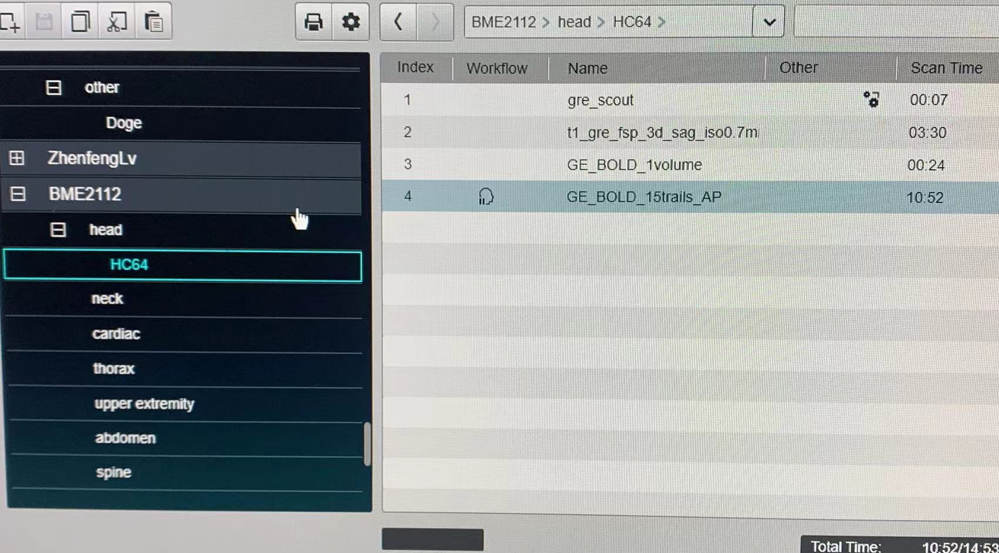 BME2112 > head > HC64 >
other
Doge
ZhenfengLv
BME2112
head
HC64
neck
cardiac
thorax
upper extremity
abdomen
spine
Index Workflow Name Other Scan Time
1 gre_scout 00:07
2 t1_gre_fsp_3d_sag_iso0.7m 03:30
3 GE_BOLD_1volume 00:24
4 GE_BOLD_15trails_AP 10:52
Total Time: 10:52/14:53